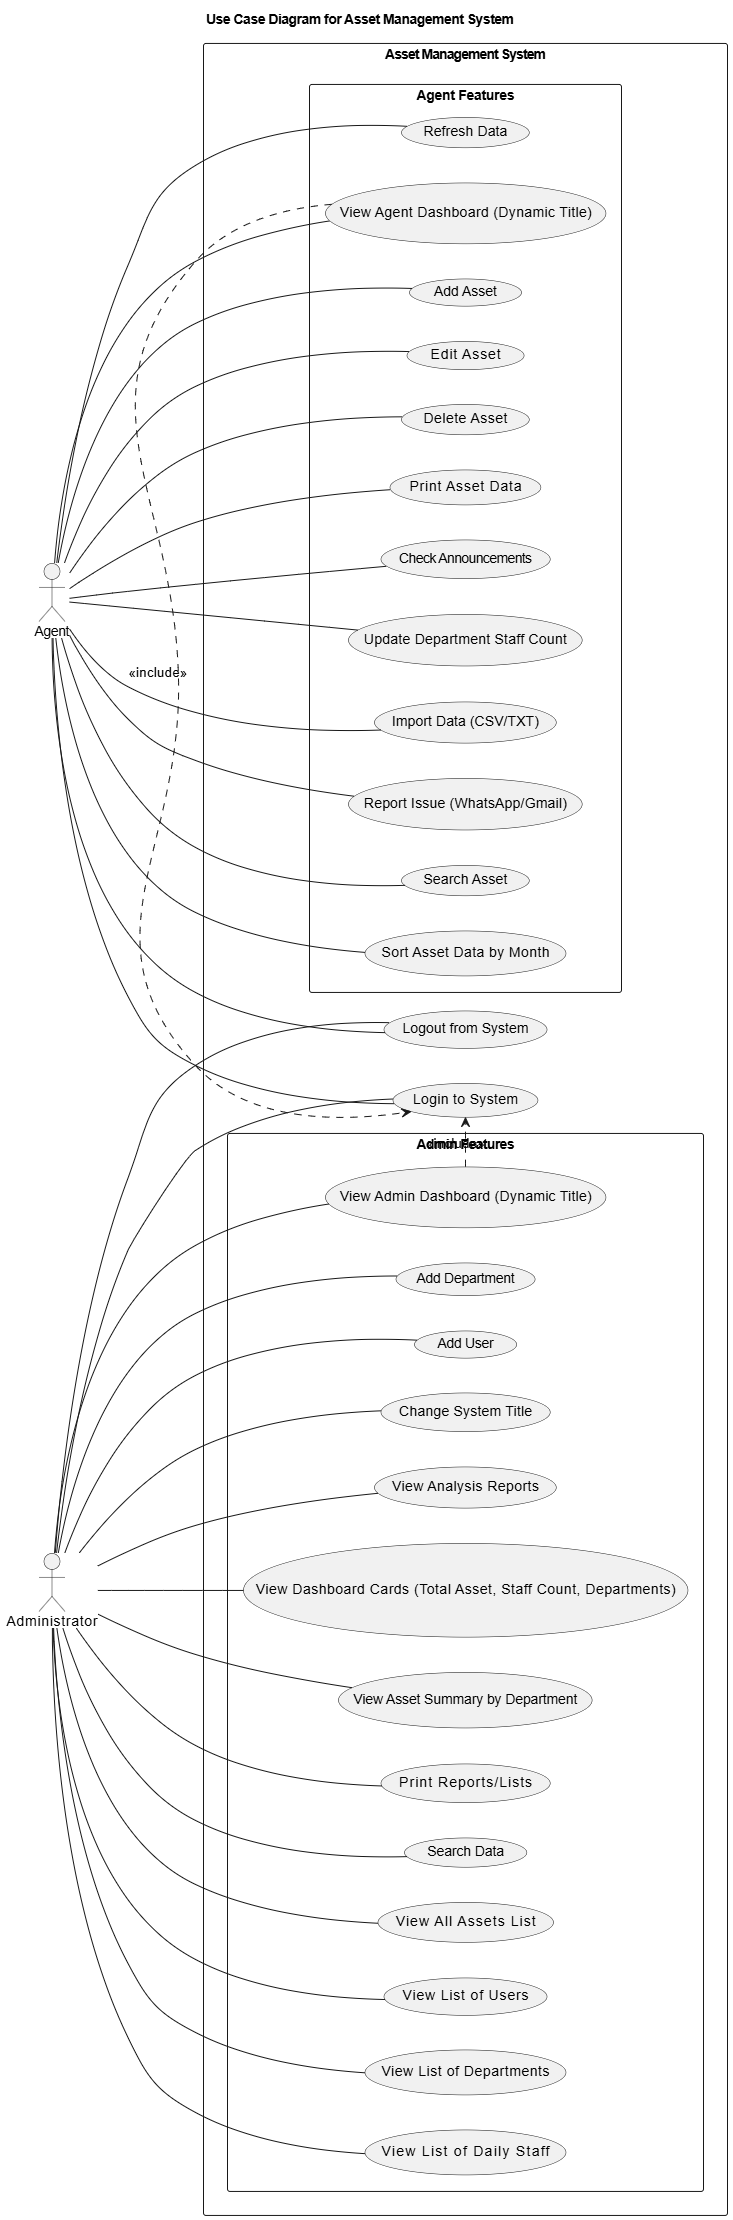 Use Case Diagram for Asset Management System
Asset Management System
Agent Features
Refresh Data
View Agent Dashboard (Dynamic Title)
Add Asset
Edit Asset
Delete Asset
Print Asset Data
Check Announcements
Agent
Update Department Staff Count
«include»
Import Data (CSV/TXT)
Report Issue (WhatsApp/Gmail)
Search Asset
Sort Asset Data by Month
Logout from System
Login to System
Admin Features
View Admin Dashboard (Dynamic Title)
Add Department
Add User
Change System Title
View Analysis Reports
View Dashboard Cards (Total Asset, Staff Count, Departments)
Administrator
View Asset Summary by Department
Print Reports/Lists
Search Data
View All Assets List
View List of Users
View List of Departments
View List of Daily Staff